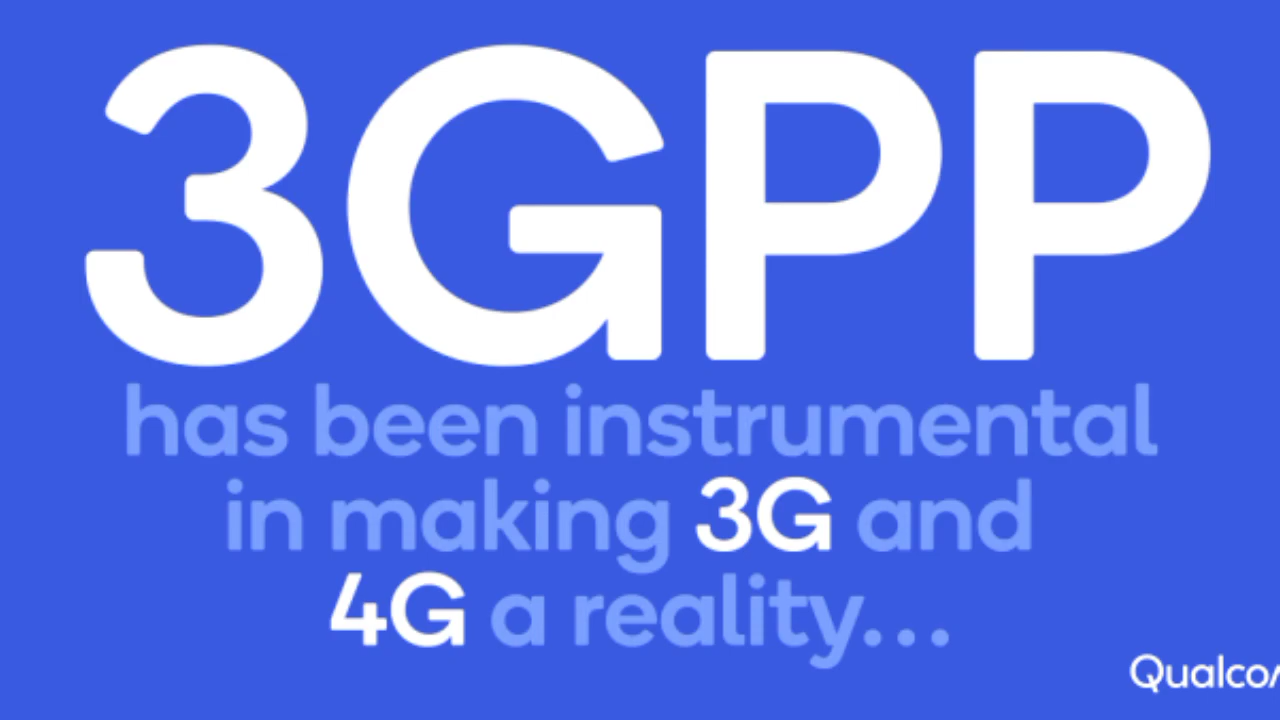 3GPP
has been instrumental
in making 3G and
4G a reality...